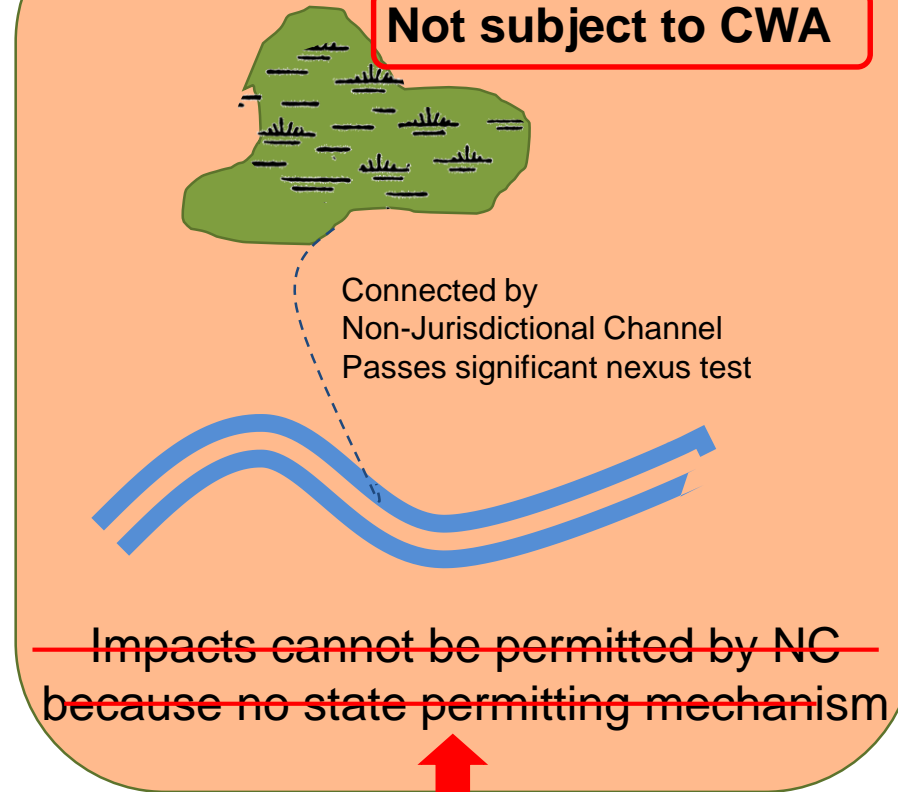 Not subject to CWA
Connected by
Non-Jurisdictional Channel
Passes significant nexus test
Impacts cannot be permitted by NC
because no state permitting mechanism